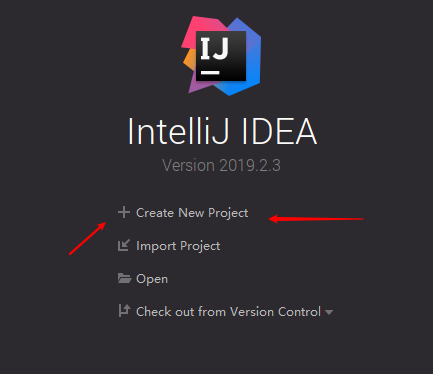 IJ
IntelliJ IDEA
Version 2019.2.3
Create New Project
Import Project
Open
Check out from Version Control